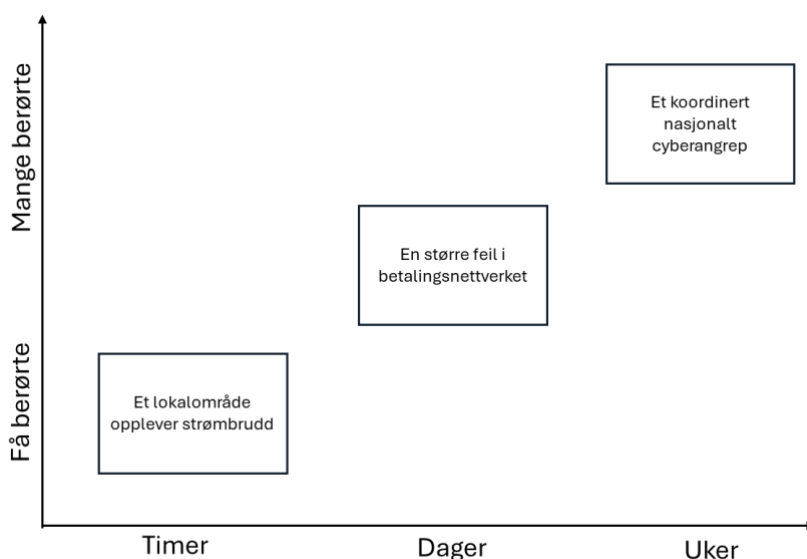 Mange berørte
Få berørte
Et koordinert
nasjonalt
cyberangrep
En større feil i
betalingsnettverket
Et lokalområde
opplever strømbrudd
Timer
Dager
Uker